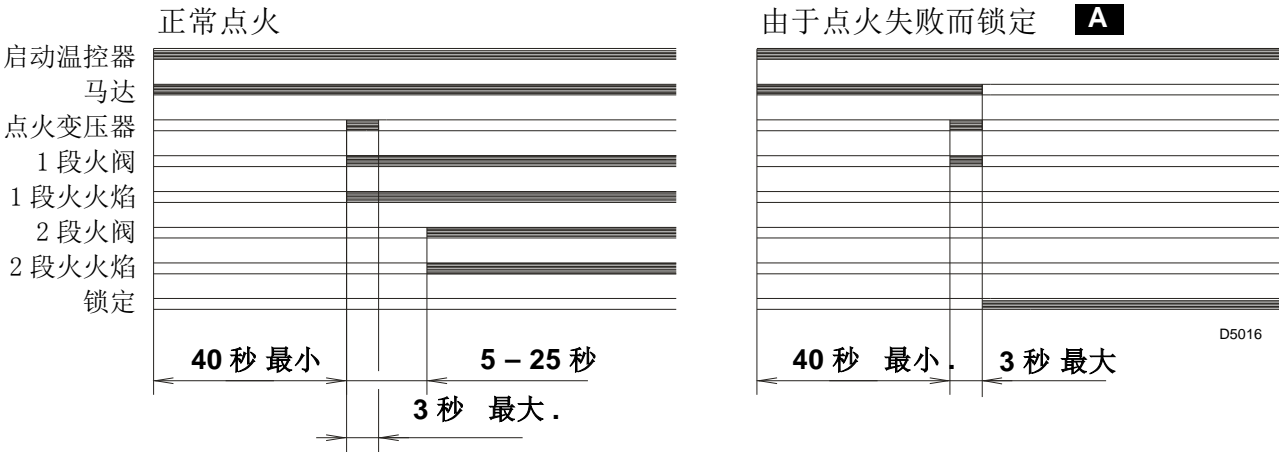 正常点火
启动温控器
马达
点火变压器
1 段火阀
1 段火火焰
2 段火阀
2 段火火焰
锁定
40 秒 最小
5 – 25 秒
3 秒 最大 .
由于点火失败而锁定 A
D5016
40 秒 最小 .
3 秒 最大